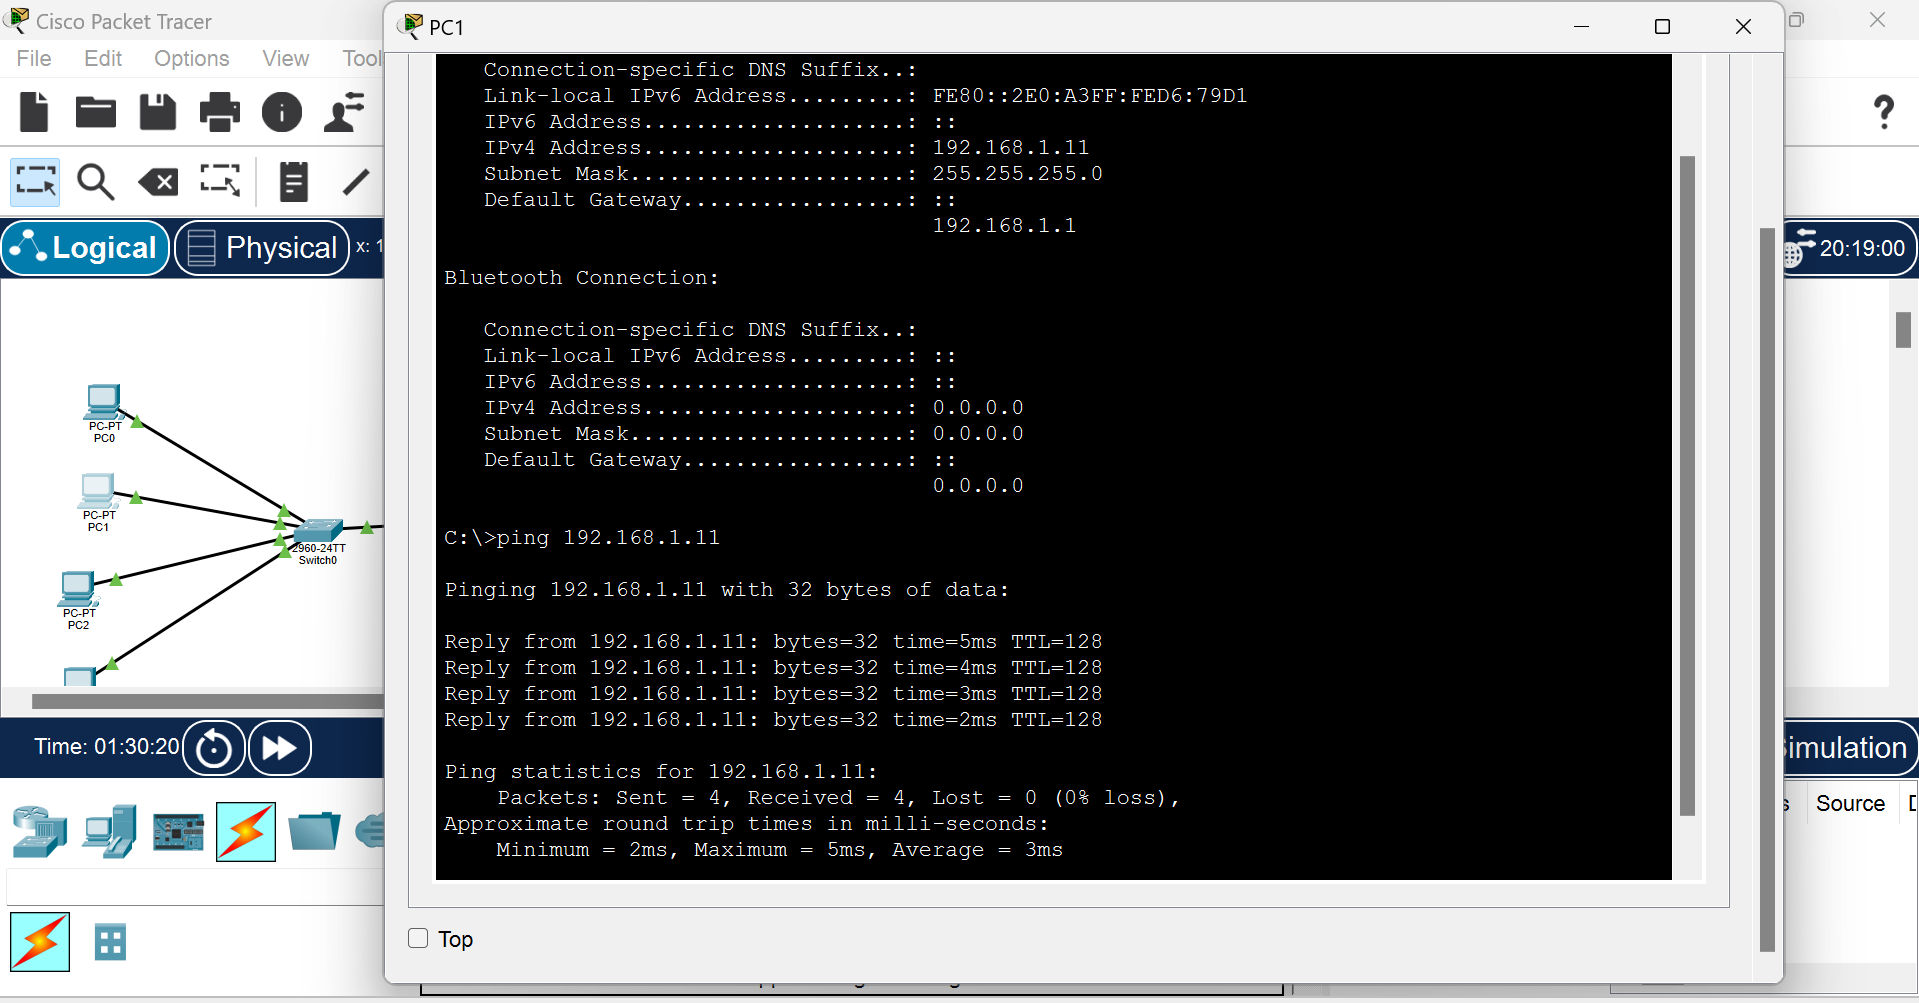 Cisco Packet Tracer
PC1
File Edit Options View Tool
Connection-specific DNS Suffix..:
Link-local IPv6 Address.........: FE80::2E0:A3FF:FED6:79D1
IPv6 Address....................: ::
IPv4 Address....................: 192.168.1.11
Subnet Mask.....................: 255.255.255.0
Default Gateway.................: ::
192.168.1.1
Logical
Physical
x: 1
20:19:00
Bluetooth Connection:
Connection-specific DNS Suffix..:
Link-local IPv6 Address.........: ::
IPv6 Address....................: ::
IPv4 Address....................: 0.0.0.0
Subnet Mask.....................: 0.0.0.0
Default Gateway.................: ::
0.0.0.0
C:\>ping 192.168.1.11
Pinging 192.168.1.11 with 32 bytes of data:
Reply from 192.168.1.11: bytes=32 time=5ms TTL=128
Reply from 192.168.1.11: bytes=32 time=4ms TTL=128
Reply from 192.168.1.11: bytes=32 time=3ms TTL=128
Reply from 192.168.1.11: bytes=32 time=2ms TTL=128
Ping statistics for 192.168.1.11:
Packets: Sent = 4, Received = 4, Lost = 0 (0% loss),
Approximate round trip times in milli-seconds:
Minimum = 2ms, Maximum = 5ms, Average = 3ms
PC-PT
PC0
PC-PT
PC1
2960-24TT
Switch0
PC-PT
PC2
Time: 01:30:20
imulation
s Source
Top